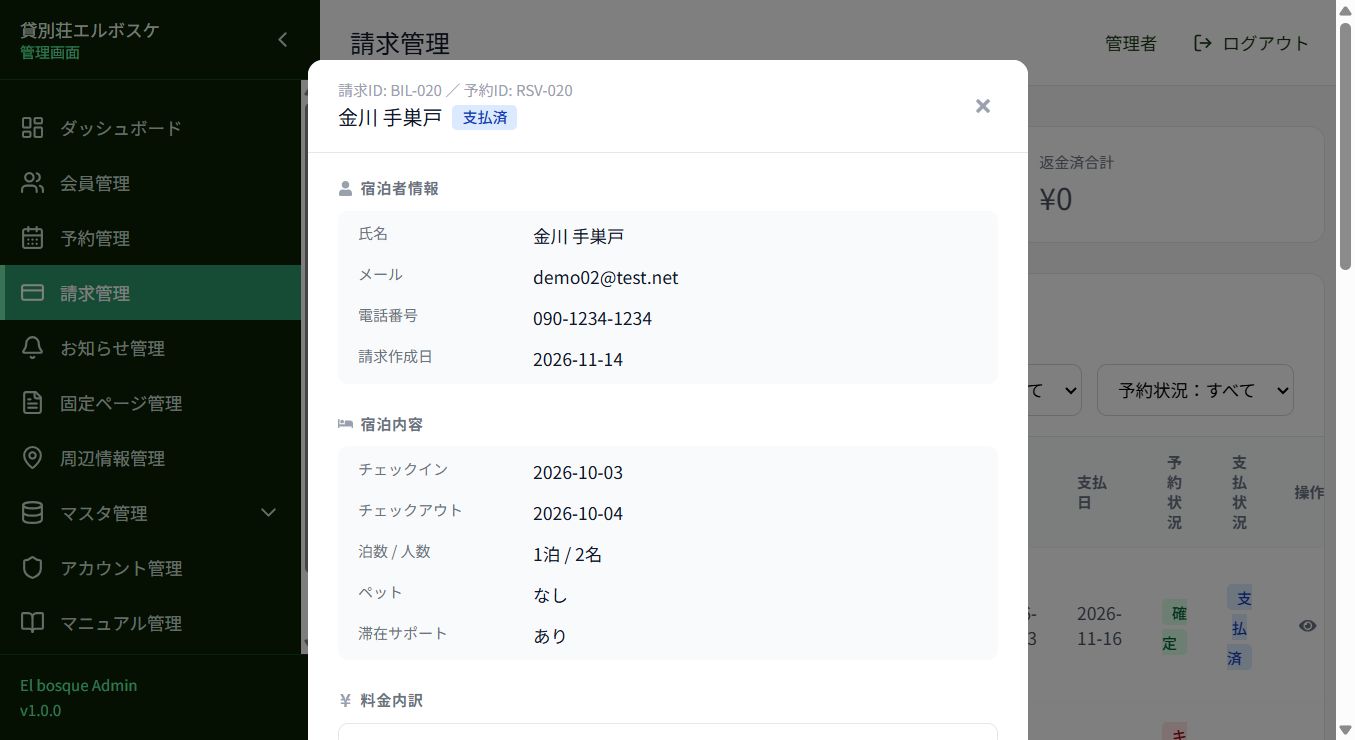 貸別荘エルボスケ
管理画面
ダッシュボード
会員管理
予約管理
請求管理
お知らせ管理
固定ページ管理
周辺情報管理
マスタ管理
アカウント管理
マニュアル管理
El bosque Admin
v1.0.0
請求管理
管理者
ログアウト
請求ID: BIL-020 ／ 予約ID: RSV-020
金川 手巣戸 支払済
宿泊者情報
氏名 金川 手巣戸
メール demo02@test.net
電話番号 090-1234-1234
請求作成日 2026-11-14
宿泊内容
チェックイン 2026-10-03
チェックアウト 2026-10-04
泊数 / 人数 1泊 / 2名
ペット なし
滞在サポート あり
¥ 料金内訳
返金済合計
¥0
て
予約状況：すべて
支払
日
予
約
状
況
支
払
状
況
操作
6-
3
2026-
11-16
確
定
支
払
済
キ